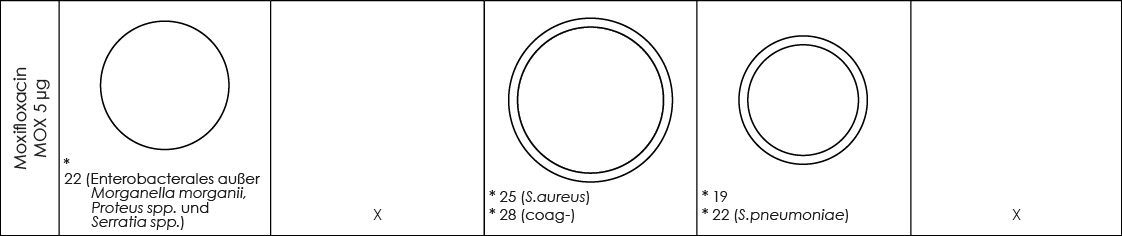 Moxifloxacin
MOX 5 µg
*
22 (Enterobacterales außer
Morganella morganii,
Proteus spp. und
Serratia spp.)
X
* 25 (S.aureus)
* 28 (coag-)
* 19
* 22 (S.pneumoniae)
X